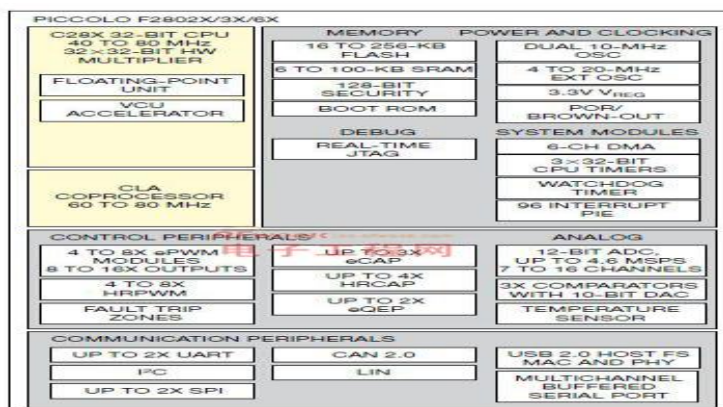 PICCOLO F2802X/3X/6X
C28X 32-BIT CPU
40 TO 80 MHz
32×32-BIT HW
MULTIPLIER
FLOATING-POINT
UNIT
VCU
ACCELERATOR
CLA
COPROCESSOR
60 TO 80 MHz
MEMORY
16 TO 256-KB
FLASH
6 TO 100-KB SRAM
128-BIT
SECURITY
BOOT ROM
DEBUG
REAL-TIME
JTAG
POWER AND CLOCKING
DUAL 10-MHz
OSC
4 TO 20-MHz
EXT OSC
3.3V VREG
POR/
BROWN-OUT
SYSTEM MODULES
6-CH DMA
3×32-BIT
CPU TIMERS
WATCHDOG
TIMER
96 INTERRUPT
PIE
CONTROL PERIPHERALS
4 TO 8X ePWM
MODULES
8 TO 16X OUTPUTS
4 TO 8X
HRPWM
FAULT TRIP
ZONES
UP TO 3X
eCAP
UP TO 4X
HRCAP
UP TO 2X
eQEP
电子工程网
ANALOG
12-BIT ADC,
UP TO 4.6 MSPS
7 TO 16 CHANNELS
3X COMPARATORS
WITH 10-BIT DAC
TEMPERATURE
SENSOR
COMMUNICATION PERIPHERALS
UP TO 2X UART
I²C
UP TO 2X SPI
CAN 2.0
LIN
USB 2.0 HOST FS
MAC AND PHY
MULTICHANNEL
BUFFERED
SERIAL PORT